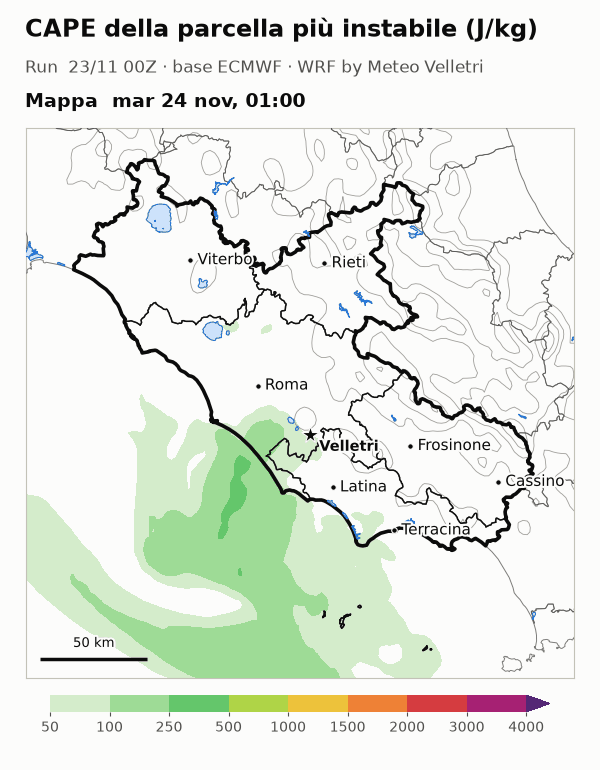 CAPE della parcella più instabile (J/kg)
Run  23/11 00Z · base ECMWF · WRF by Meteo Velletri
Mappa  mar 24 nov, 01:00
Viterbo
Rieti
Roma
Velletri
Frosinone
Latina
Cassino
Terracina
50 km
50 100 250 500 1000 1500 2000 3000 4000